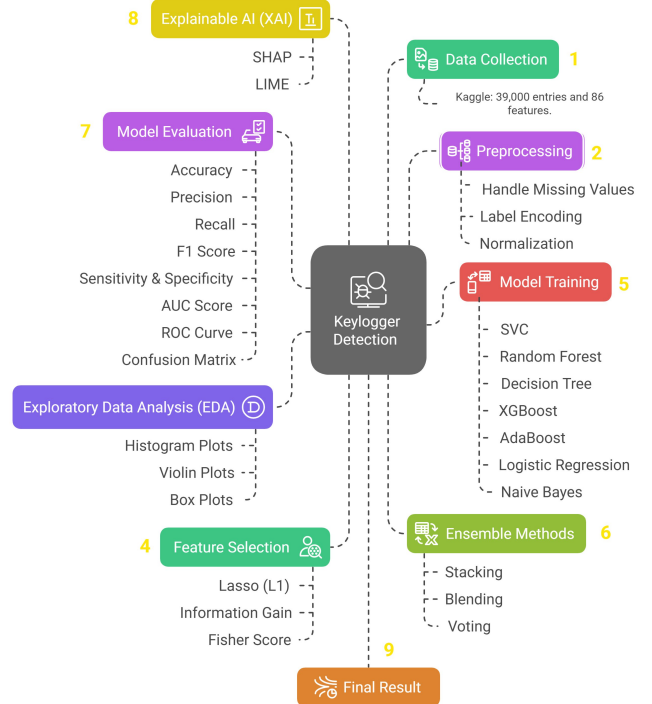 8
Explainable AI (XAI)
SHAP
LIME
Data Collection
1
Kaggle: 39,000 entries and 86
features.
7
Model Evaluation
Accuracy
Precision
Recall
F1 Score
Sensitivity & Specificity
AUC Score
ROC Curve
Confusion Matrix
Preprocessing
2
Handle Missing Values
Label Encoding
Normalization
Keylogger
Detection
Model Training
5
SVC
Random Forest
Decision Tree
XGBoost
AdaBoost
Logistic Regression
Naive Bayes
Exploratory Data Analysis (EDA)
Histogram Plots
Violin Plots
Box Plots
4
Feature Selection
Lasso (L1)
Information Gain
Fisher Score
Ensemble Methods
6
Stacking
Blending
Voting
9
Final Result